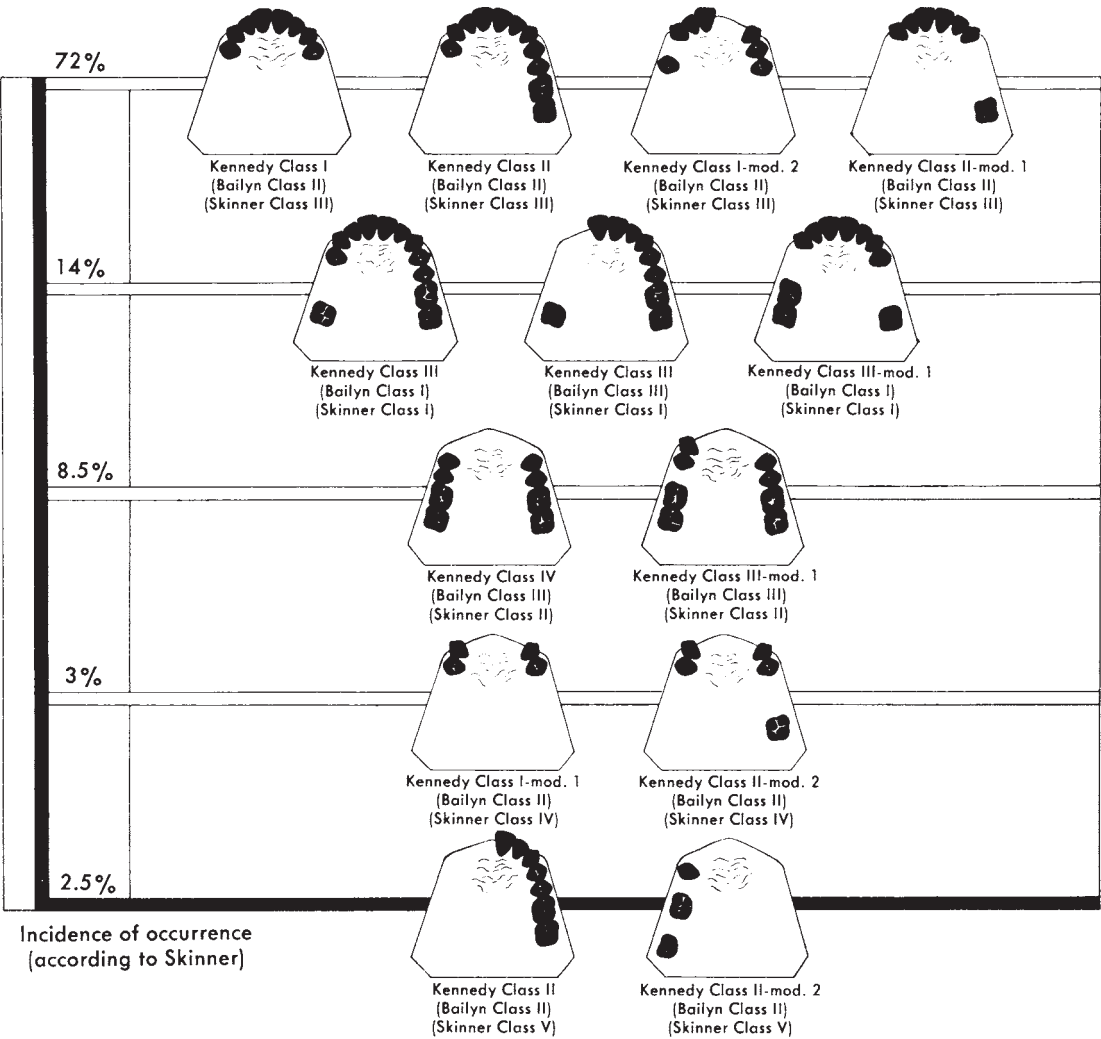 72%
Kennedy Class I
(Bailyn Class II)
(Skinner Class III)
Kennedy Class II
(Bailyn Class II)
(Skinner Class III)
Kennedy Class I-mod. 2
(Bailyn Class II)
(Skinner Class III)
Kennedy Class II-mod. 1
(Bailyn Class II)
(Skinner Class III)
14%
Kennedy Class III
(Bailyn Class I)
(Skinner Class I)
Kennedy Class III
(Bailyn Class III)
(Skinner Class I)
Kennedy Class III-mod. 1
(Bailyn Class I)
(Skinner Class I)
8.5%
Kennedy Class IV
(Bailyn Class III)
(Skinner Class II)
Kennedy Class III-mod. 1
(Bailyn Class III)
(Skinner Class II)
3%
Kennedy Class I-mod. 1
(Bailyn Class II)
(Skinner Class IV)
Kennedy Class II-mod. 2
(Bailyn Class II)
(Skinner Class IV)
2.5%
Incidence of occurrence
(according to Skinner)
Kennedy Class II
(Bailyn Class II)
(Skinner Class V)
Kennedy Class II-mod. 2
(Bailyn Class II)
(Skinner Class V)